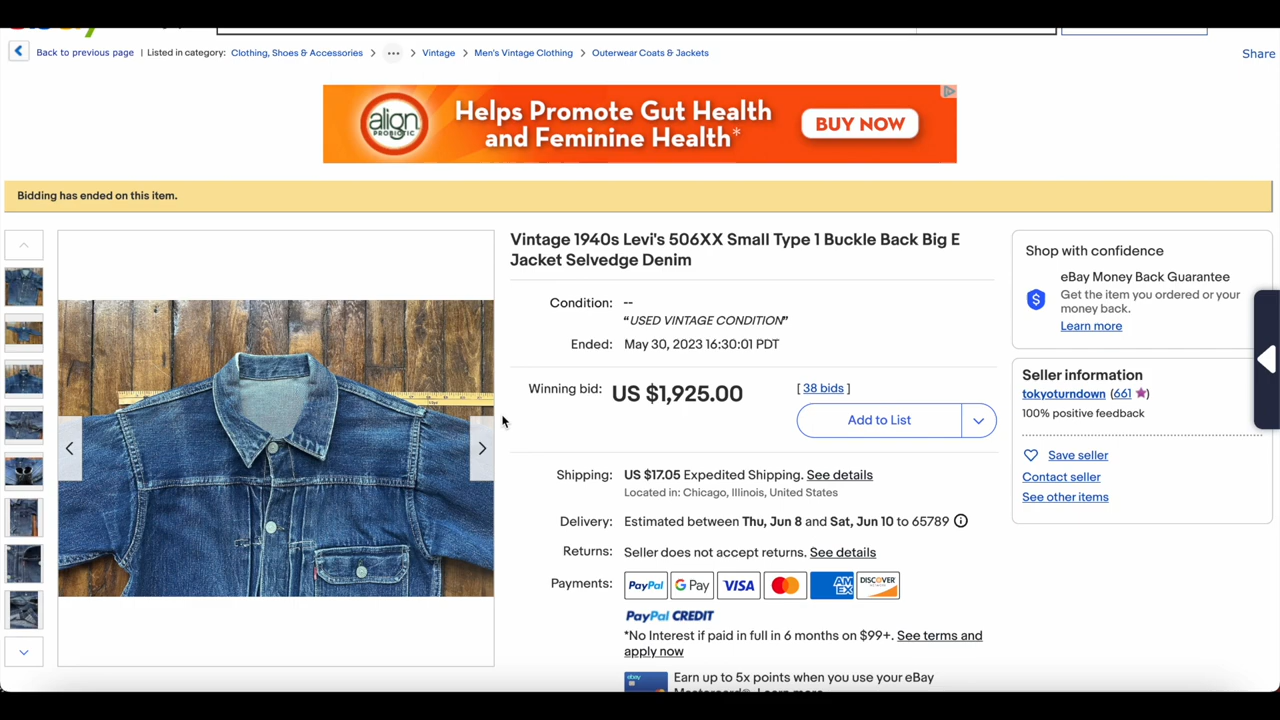 Back to previous page | Listed in category: Clothing, Shoes & Accessories > ••• > Vintage > Men's Vintage Clothing > Outerwear Coats & Jackets
Share
align
PROBIOTIC
Helps Promote Gut Health
and Feminine Health*
BUY NOW
Bidding has ended on this item.
Vintage 1940s Levi's 506XX Small Type 1 Buckle Back Big E
Jacket Selvedge Denim
Condition: --
“USED VINTAGE CONDITION”
Ended: May 30, 2023 16:30:01 PDT
Winning bid: US $1,925.00 [ 38 bids ]
Add to List
Shipping: US $17.05 Expedited Shipping. See details
Located in: Chicago, Illinois, United States
Delivery: Estimated between Thu, Jun 8 and Sat, Jun 10 to 65789
Returns: Seller does not accept returns. See details
Payments: PayPal G Pay VISA AM EX DISCOVER
PayPal CREDIT
*No Interest if paid in full in 6 months on $99+. See terms and
apply now
ebay
Earn up to 5x points when you use your eBay
Shop with confidence
eBay Money Back Guarantee
Get the item you ordered or your
money back.
Learn more
Seller information
tokyoturndown (661)
100% positive feedback
Save seller
Contact seller
See other items